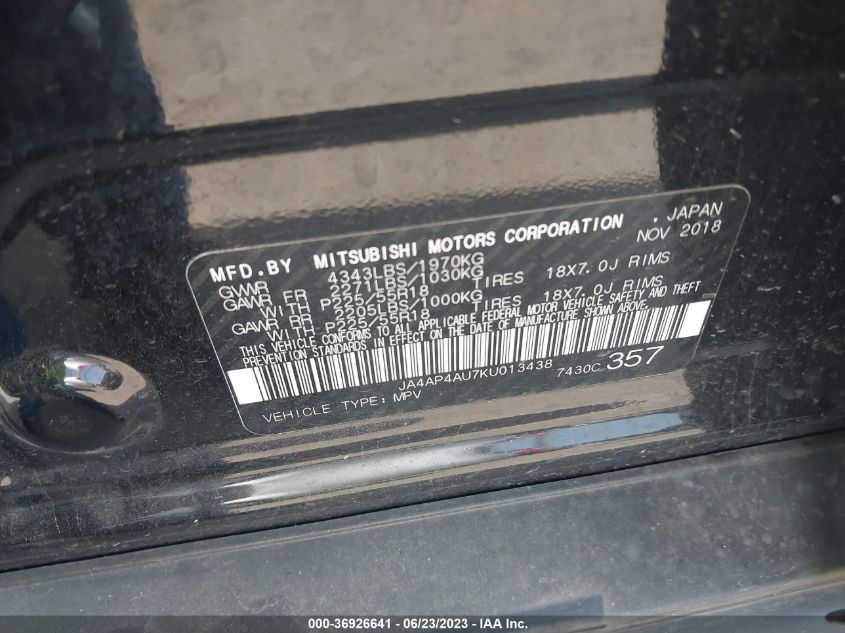 MFD.BY MITSUBISHI MOTORS CORPORATION . JAPAN
GVWR 4343LBS/1970KG NOV 2018
GAWR FR 2271LBS/1030KG
WITH P225/55R18 TIRES 18X7.0J RIMS
GAWR RR 2205LBS/1000KG
WITH P225/55R18 TIRES 18X7.0J RIMS
THIS VEHICLE CONFORMS TO ALL APPLICABLE FEDERAL MOTOR VEHICLE SAFETY AND THEFT
PREVENTION STANDARDS IN EFFECT ON THE DATE OF MANUFACTURE SHOWN ABOVE.
JA4AP4AU7KU013438 7430C 357
VEHICLE TYPE:MPV
000-36926641 - 06/23/2023 - IAAI.com